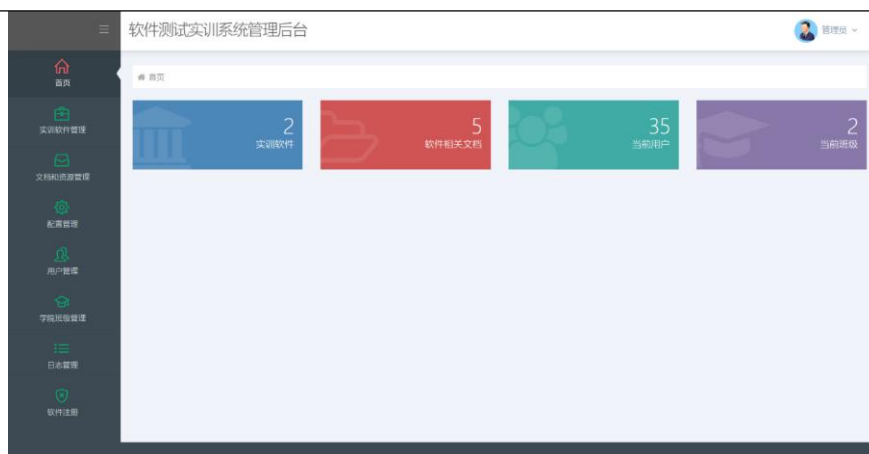 软件测试实训系统管理后台
管理员
首页
首页
实训软件管理
文档和资源管理
配置管理
用户管理
学院班级管理
日志管理
软件注册
2
实训软件
5
软件相关文档
35
当前用户
2
当前班级